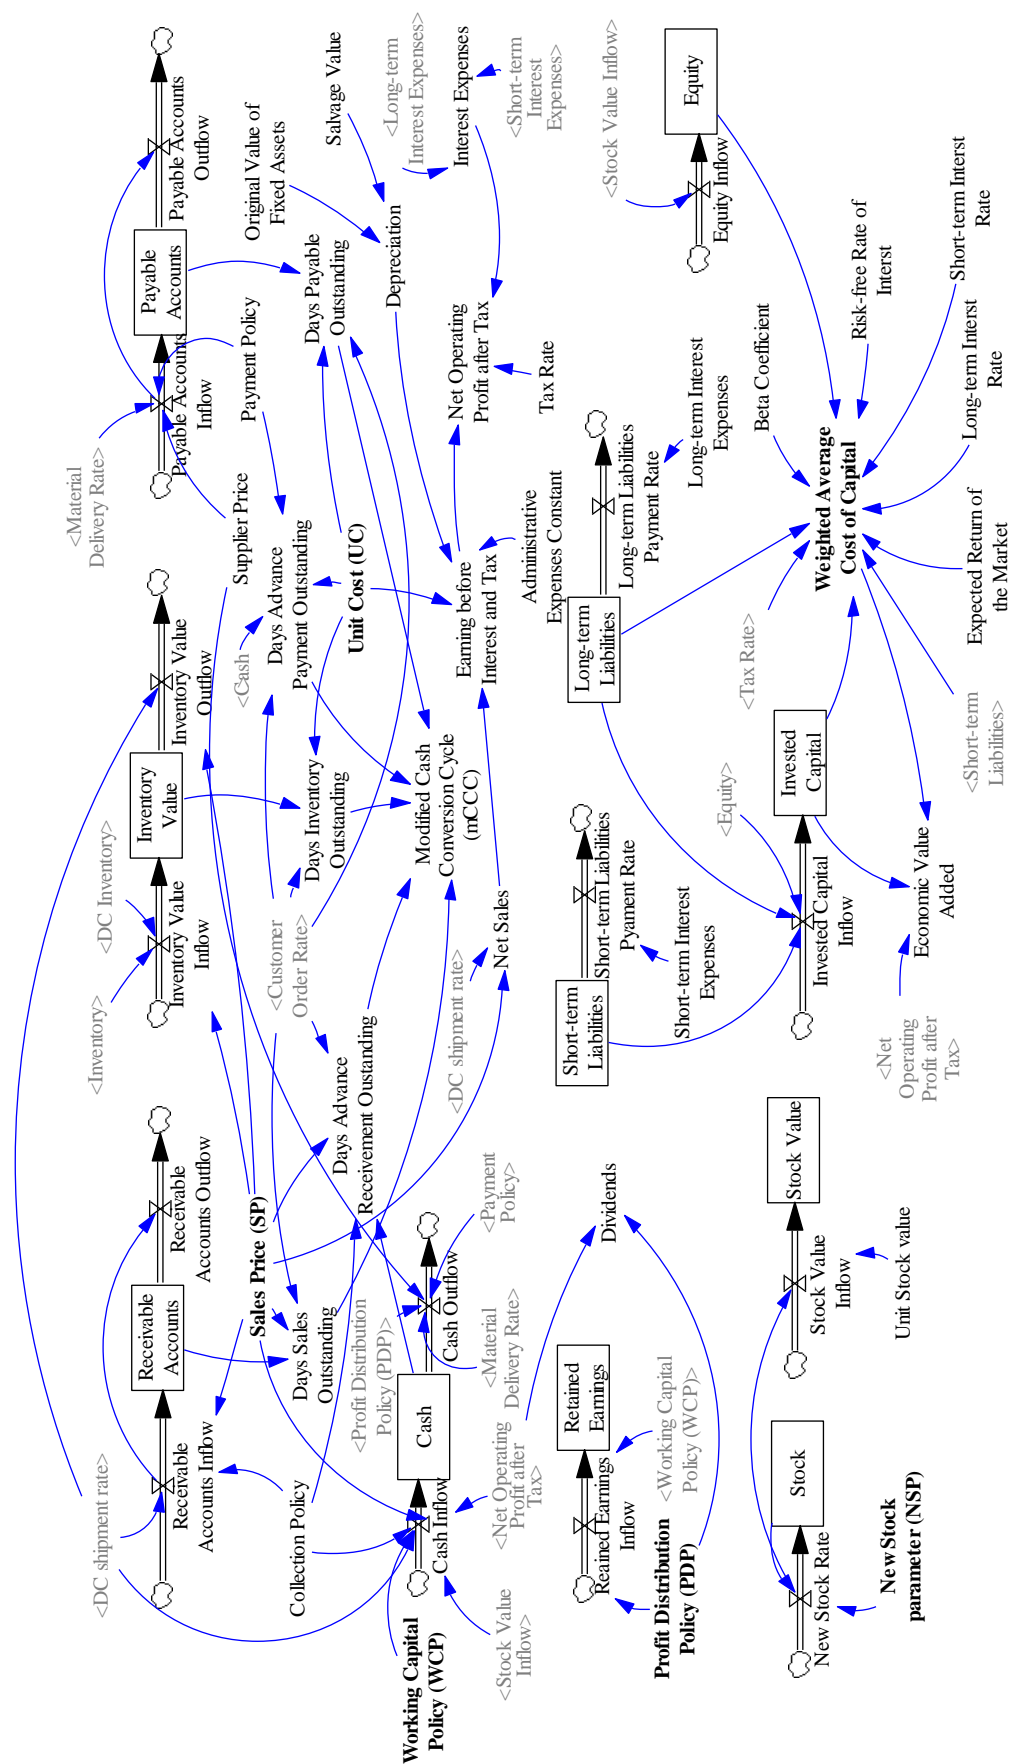 <DC shipment rate>
Receivable
Accounts Inflow
Receivable
Accounts
Receivable
Accounts Outflow
<Inventory>
<DC Inventory>
Inventory Value
Inflow
Inventory
Value
Inventory Value
Outflow
<Material
Delivery Rate>
Payable Accounts
Inflow
Payable
Accounts
Payable Accounts
Outflow
Collection Policy
Sales Price (SP)
Days Sales
Outstanding
<Customer
Order Rate>
<Cash>
Supplier Price
Payment Policy
Original Value of
Fixed Assets
Salvage Value
Days Advance
Receivement Oustanding
Days Inventory
Outstanding
Days Advance
Payment Outstanding
Unit Cost (UC)
Days Payable
Outstanding
Depreciation
<Long-term
Interest Expenses>
Interest Expenses
<Short-term
Interest
Expenses>
<Profit Distribution
Policy (PDP)>
Working Capital
Policy (WCP)
Cash Inflow
Cash
Cash Outflow
<Payment
Policy>
<Material
Delivery Rate>
<Stock Value
Inflow>
<Net Operating
Profit after
Tax>
<DC shipment rate>
Net Sales
Modified Cash
Conversion Cycle
(mCCC)
Earning before
Interest and Tax
Administrative
Expenses Constant
Net Operating
Profit after Tax
Tax Rate
Dividends
Reained Earnings
Inflow
Retained
Earnings
<Working Capital
Policy (WCP)>
Profit Distribution
Policy (PDP)
Short-term
Liabilities
Short-term Liabilities
Pyament Rate
Short-term Interest
Expenses
Long-term
Liabilities
Long-term Liabilities
Payment Rate
Long-term Interest
Expenses
<Stock Value Inflow>
Equity Inflow
Equity
New Stock Rate
Stock
New Stock
parameter (NSP)
Stock Value
Inflow
Stock Value
Unit Stock value
<Equity>
Invested Capital
Inflow
Invested
Capital
<Net
Operating
Profit after
Tax>
Economic Value
Added
<Tax Rate>
Weighted Average
Cost of Capital
Beta Coefficient
<Short-term
Liabilities>
Expected Return of
the Market
Long-term Interst
Rate
Risk-free Rate of
Interst
Short-term Interst
Rate